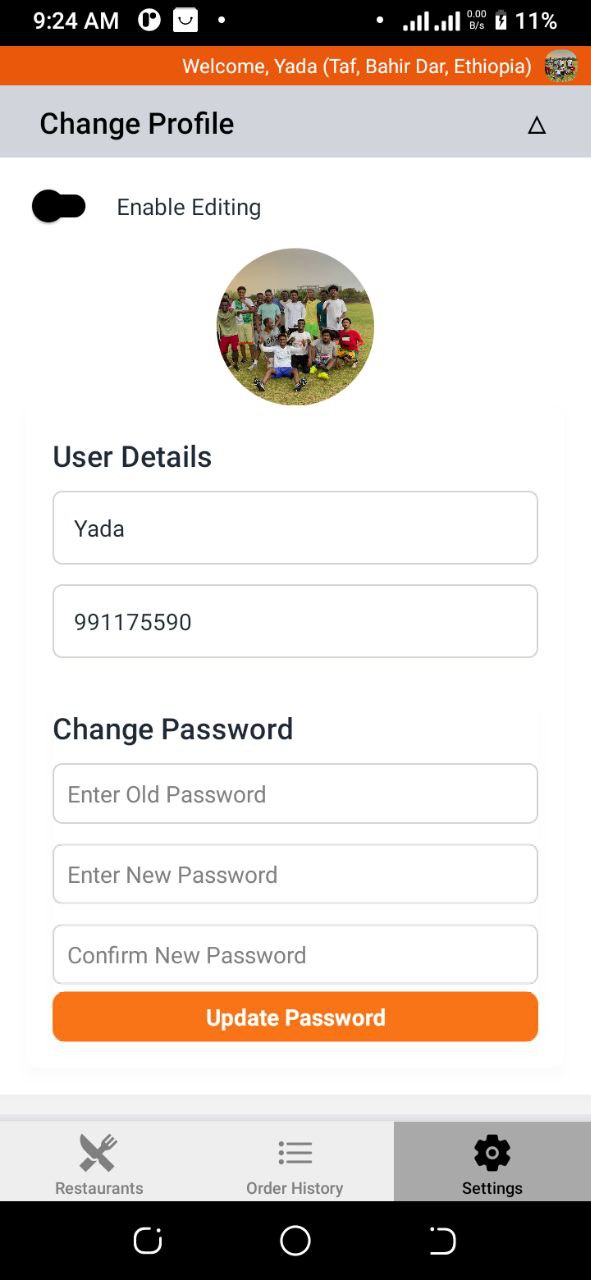 9:24 AM 0.00 B/s 11%
Welcome, Yada (Taf, Bahir Dar, Ethiopia)
Change Profile
Enable Editing
User Details
Yada
991175590
Change Password
Enter Old Password
Enter New Password
Confirm New Password
Update Password
Restaurants Order History Settings